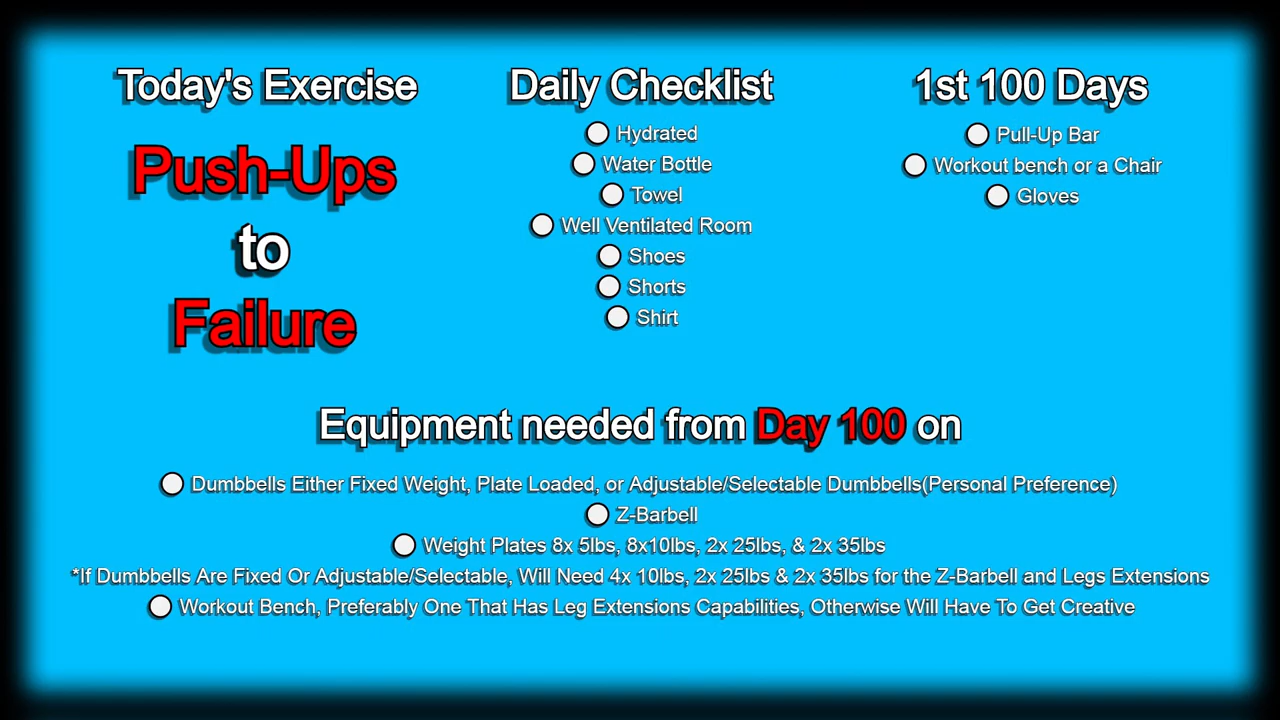 Today's Exercise
Push-Ups
to
Failure
Daily Checklist
Hydrated
Water Bottle
Towel
Well Ventilated Room
Shoes
Shorts
Shirt
1st 100 Days
Pull-Up Bar
Workout bench or a Chair
Gloves
Equipment needed from Day 100 on
Dumbbells Either Fixed Weight, Plate Loaded, or Adjustable/Selectable Dumbbells(Personal Preference)
Z-Barbell
Weight Plates 8x 5lbs, 8x10lbs, 2x 25lbs, & 2x 35lbs
*If Dumbbells Are Fixed Or Adjustable/Selectable, Will Need 4x 10lbs, 2x 25lbs & 2x 35lbs for the Z-Barbell and Legs Extensions
Workout Bench, Preferably One That Has Leg Extensions Capabilities, Otherwise Will Have To Get Creative